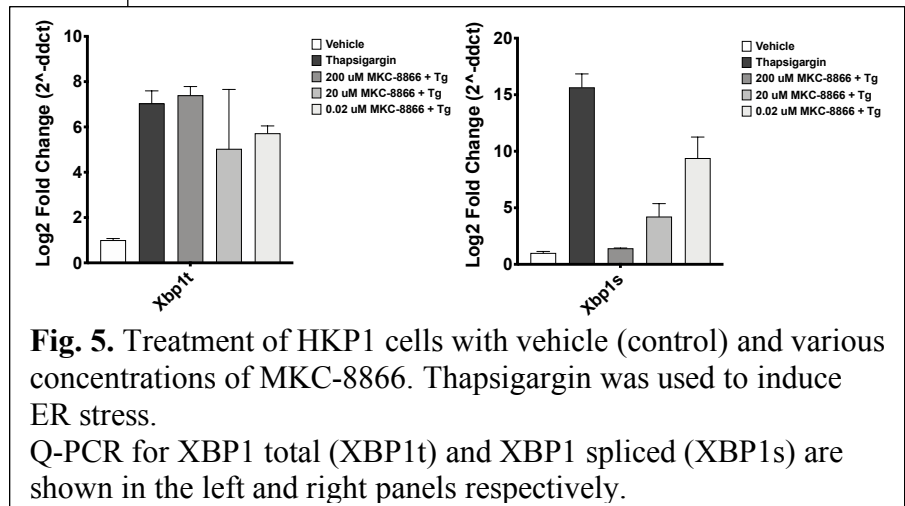 Log2 Fold Change (2^-ddct)
10
8
6
4
2
0
Xbp1t
Vehicle
Thapsigargin
200 uM MKC-8866 + Tg
20 uM MKC-8866 + Tg
0.02 uM MKC-8866 + Tg
Log2 Fold Change (2^-ddct)
20
15
10
5
0
Xbp1s
Vehicle
Thapsigargin
200 uM MKC-8866 + Tg
20 uM MKC-8866 + Tg
0.02 uM MKC-8866 + Tg
Fig. 5. Treatment of HKP1 cells with vehicle (control) and various
concentrations of MKC-8866. Thapsigargin was used to induce
ER stress.
Q-PCR for XBP1 total (XBP1t) and XBP1 spliced (XBP1s) are
shown in the left and right panels respectively.